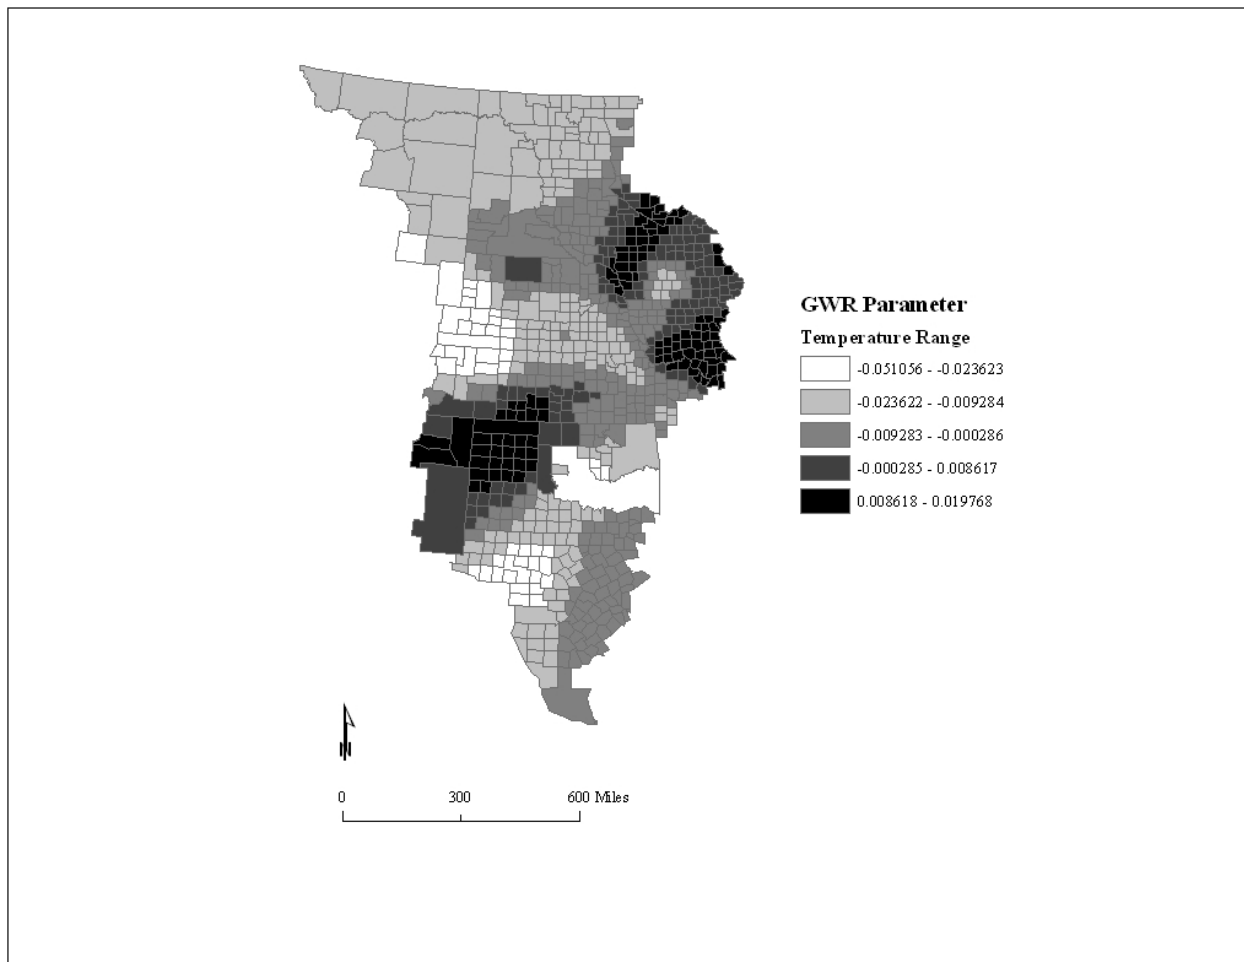 GWR Parameter
Temperature Range
-0.051056 - -0.023623
-0.023622 - -0.009284
-0.009283 - -0.000286
-0.000285 - 0.008617
0.008618 - 0.019768
N
0 300 600 Miles